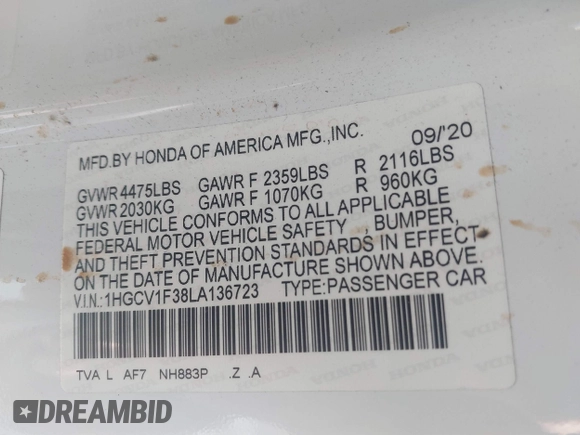 MFD.BY HONDA OF AMERICA MFG.,INC. 09/'20
GVWR 4475LBS GAWR F 2359LBS R 2116LBS
GVWR 2030KG GAWR F 1070KG R 960KG
THIS VEHICLE CONFORMS TO ALL APPLICABLE
FEDERAL MOTOR VEHICLE SAFETY , BUMPER,
AND THEFT PREVENTION STANDARDS IN EFFECT
ON THE DATE OF MANUFACTURE SHOWN ABOVE.
V.I.N.:1HGCV1F38LA136723 TYPE:PASSENGER CAR
TVA L AF7 NH883P .Z .A
DREAMBID